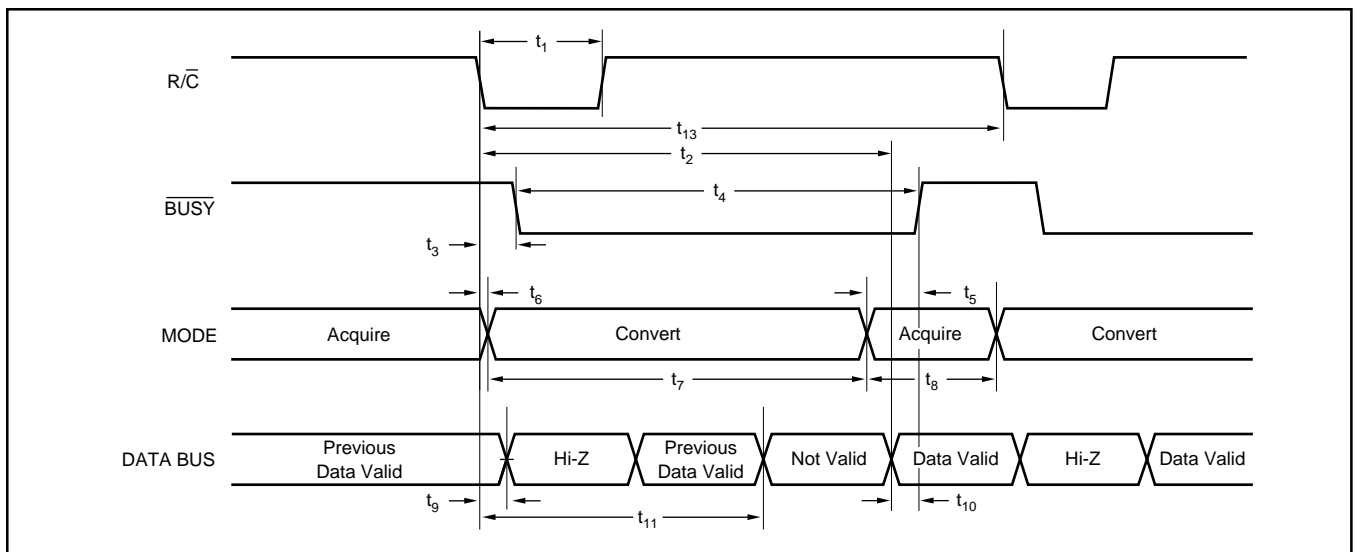 t1
R/C̅
t13
t2
B̅U̅S̅Y̅
t4
t3
t6
t5
MODE
Acquire
Convert
Acquire
Convert
t7
t8
DATA BUS
Previous
Data Valid
Hi-Z
Previous
Data Valid
Not Valid
Data Valid
Hi-Z
Data Valid
t9
t11
t10